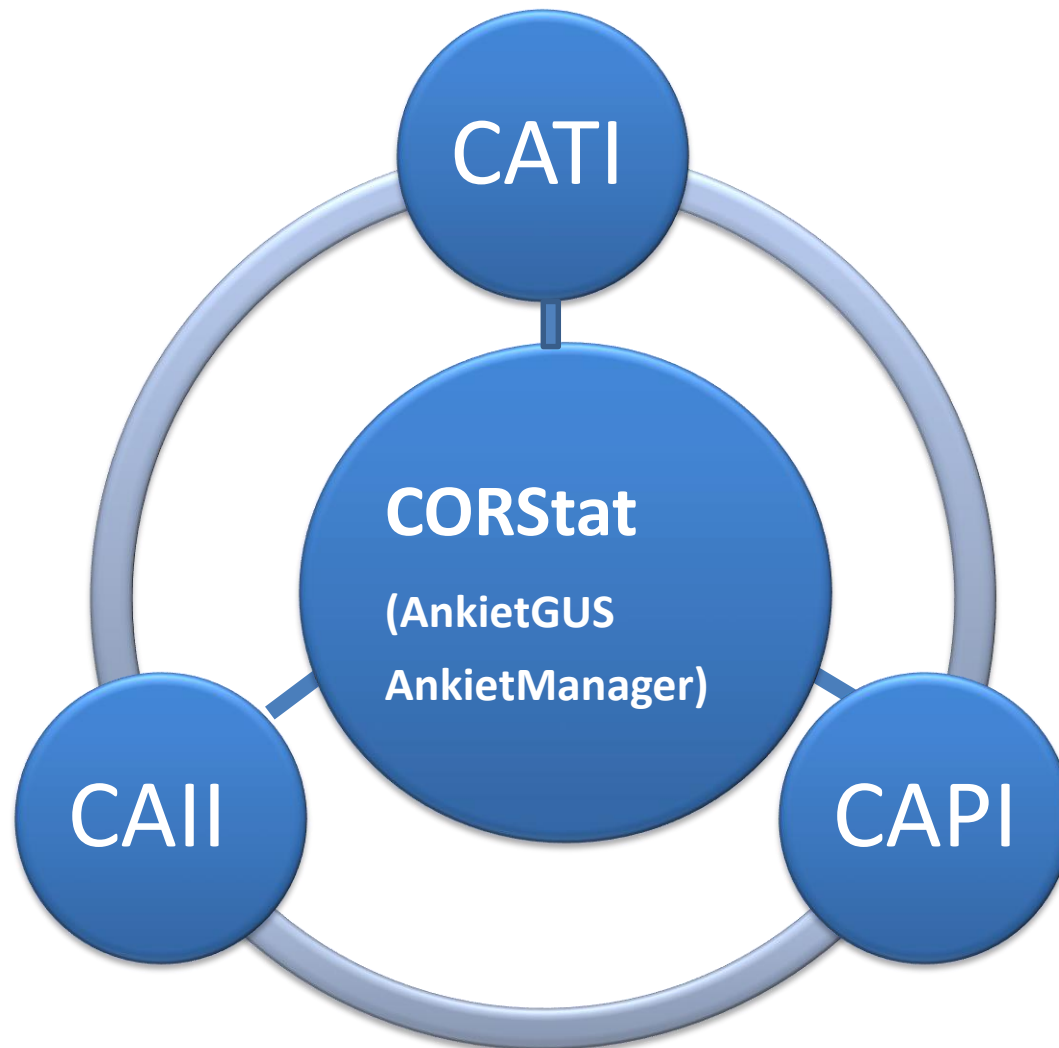 CATI
CORStat
(AnkietGUS
AnkietManager)
CAII
CAPI